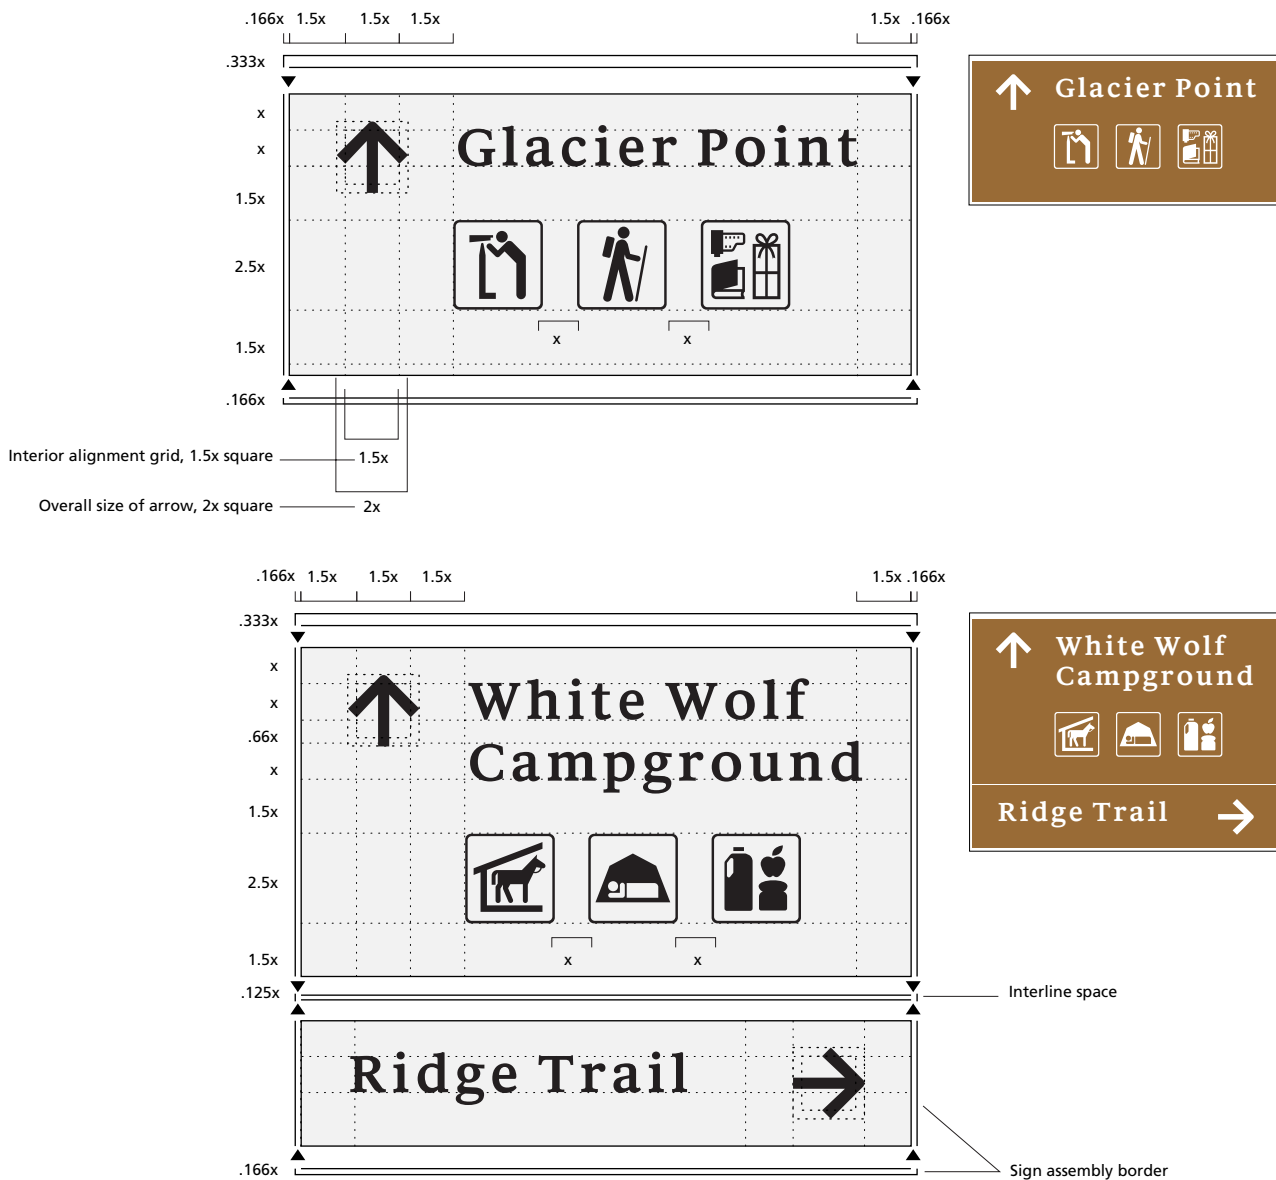 .166x 1.5x 1.5x 1.5x 1.5x .166x
.333x
x
x
1.5x
2.5x
1.5x
.166x
Glacier Point
x x
Interior alignment grid, 1.5x square 1.5x
Overall size of arrow, 2x square 2x
Glacier Point
.166x 1.5x 1.5x 1.5x 1.5x .166x
.333x
x
x
.66x
x
1.5x
2.5x
1.5x
.125x
White Wolf
Campground
x x
Interline space
Ridge Trail
.166x
Sign assembly border
White Wolf
Campground
Ridge Trail